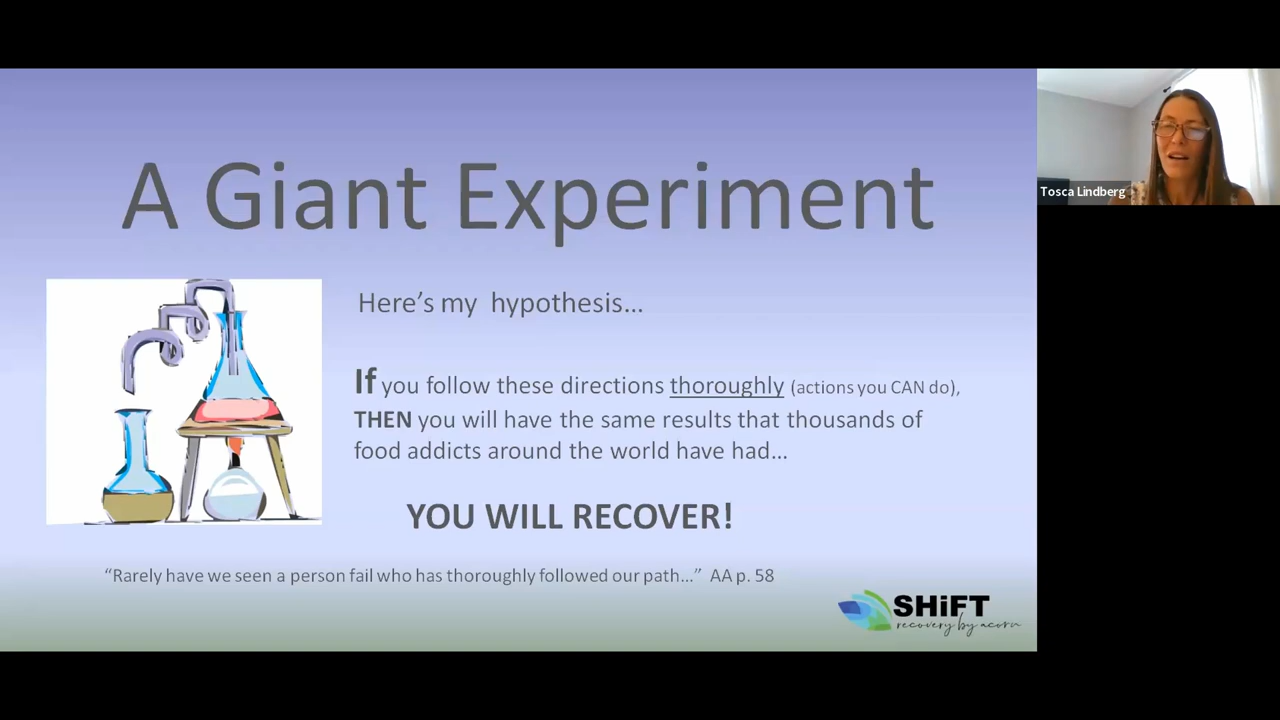 A Giant Experiment
Here's my hypothesis...
If you follow these directions thoroughly (actions you CAN do),
THEN you will have the same results that thousands of
food addicts around the world have had...
YOU WILL RECOVER!
“Rarely have we seen a person fail who has thoroughly followed our path...” AA p. 58
SHiFT
recovery by acorn
Tosca Lindberg